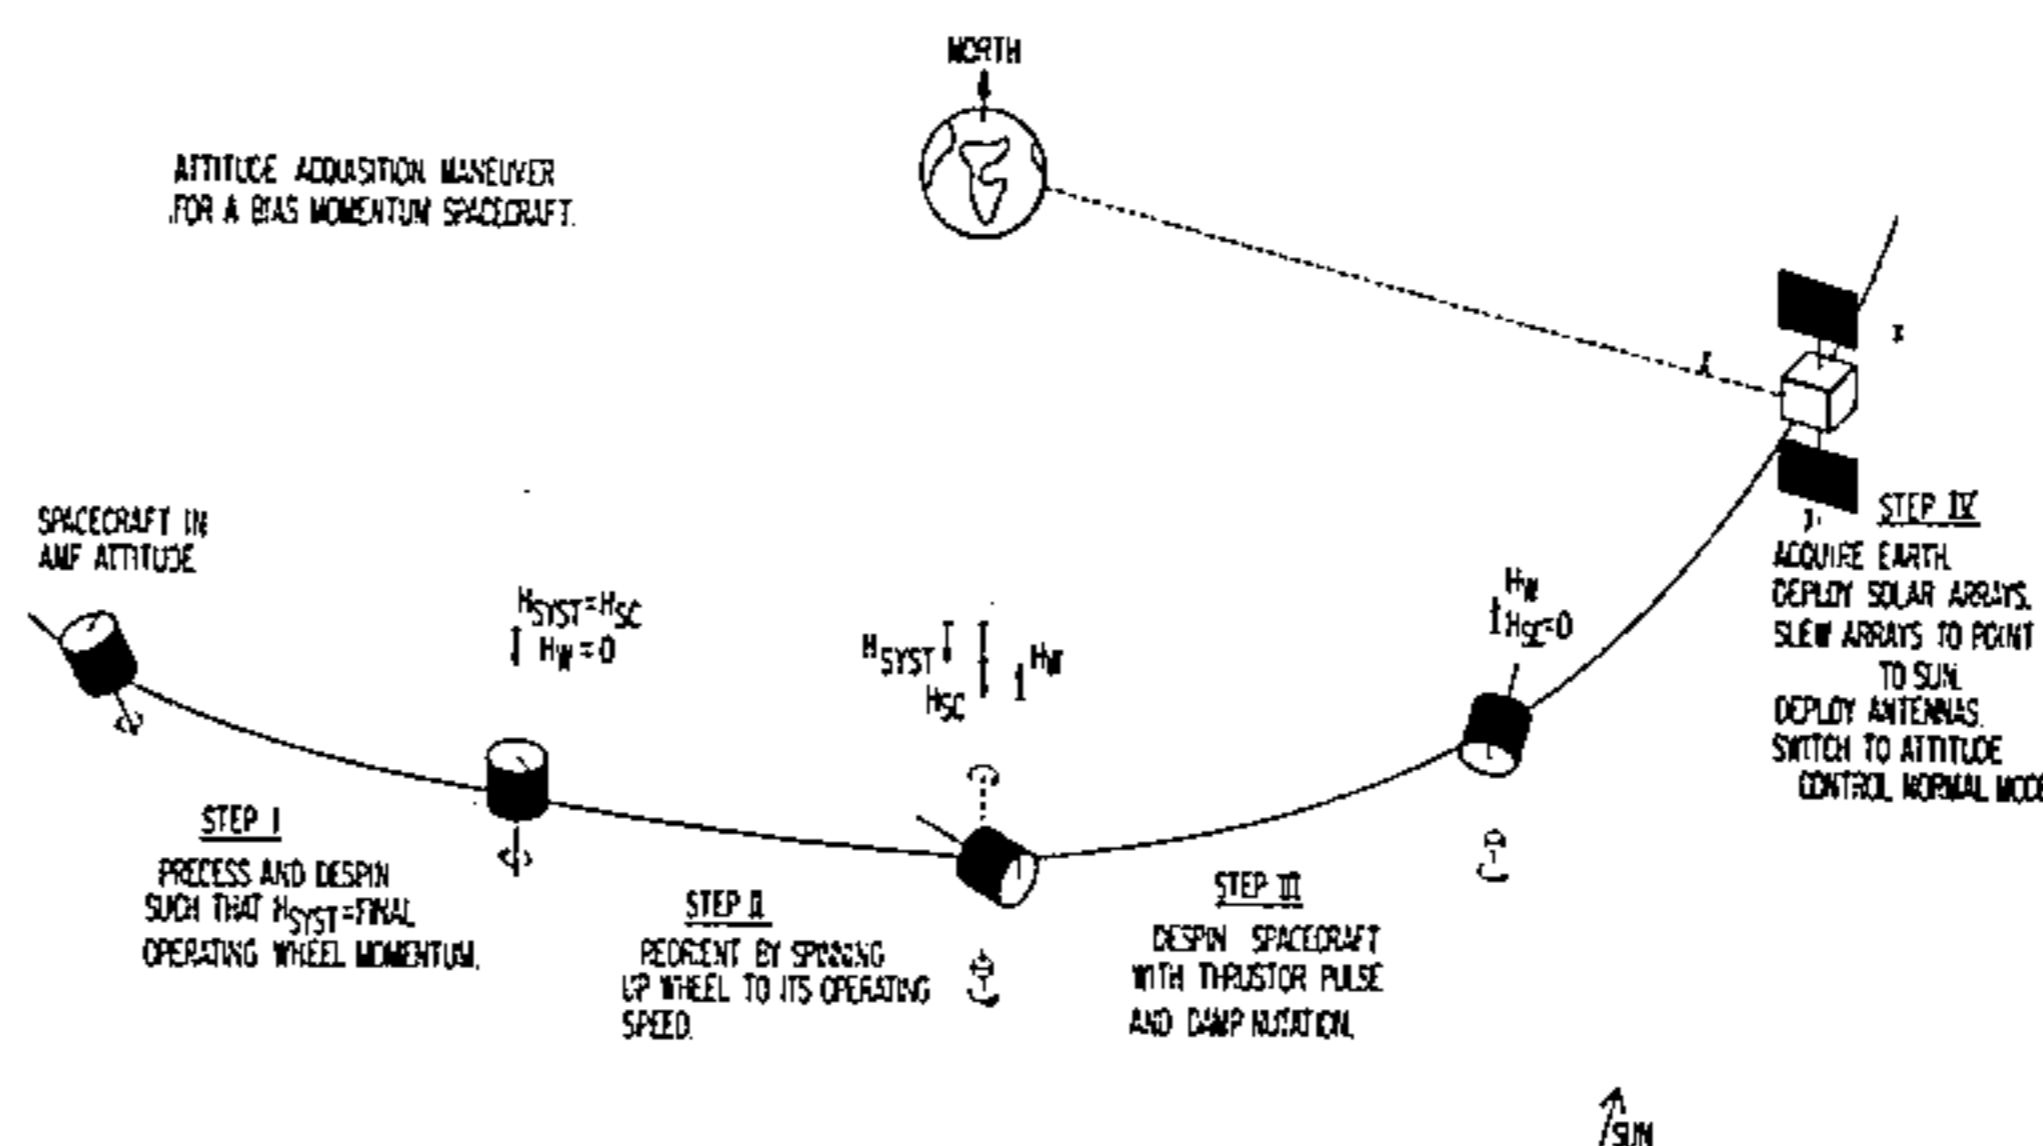 NORTH
ATTITUDE ACQUISITION MANEUVER
FOR A BIAS MOMENTUM SPACECRAFT.
SPACECRAFT IN
AMF ATTITUDE
HSYST=HSC
HW=0
HSYST
HSC
HW
HW
HSC=0
STEP I
PRECESS AND DESPIN
SUCH THAT HSYST=FINAL
OPERATING WHEEL MOMENTUM.
STEP II
REORIENT BY SPINNING
UP WHEEL TO ITS OPERATING
SPEED.
STEP III
DESPIN SPACECRAFT
WITH THRUSTOR PULSE
AND DAMP NUTATION.
STEP IV
ACQUIRE EARTH.
DEPLOY SOLAR ARRAYS.
SLEW ARRAYS TO POINT
TO SUN.
DEPLOY ANTENNAS.
SWITCH TO ATTITUDE
CONTROL NORMAL MODE
SUN